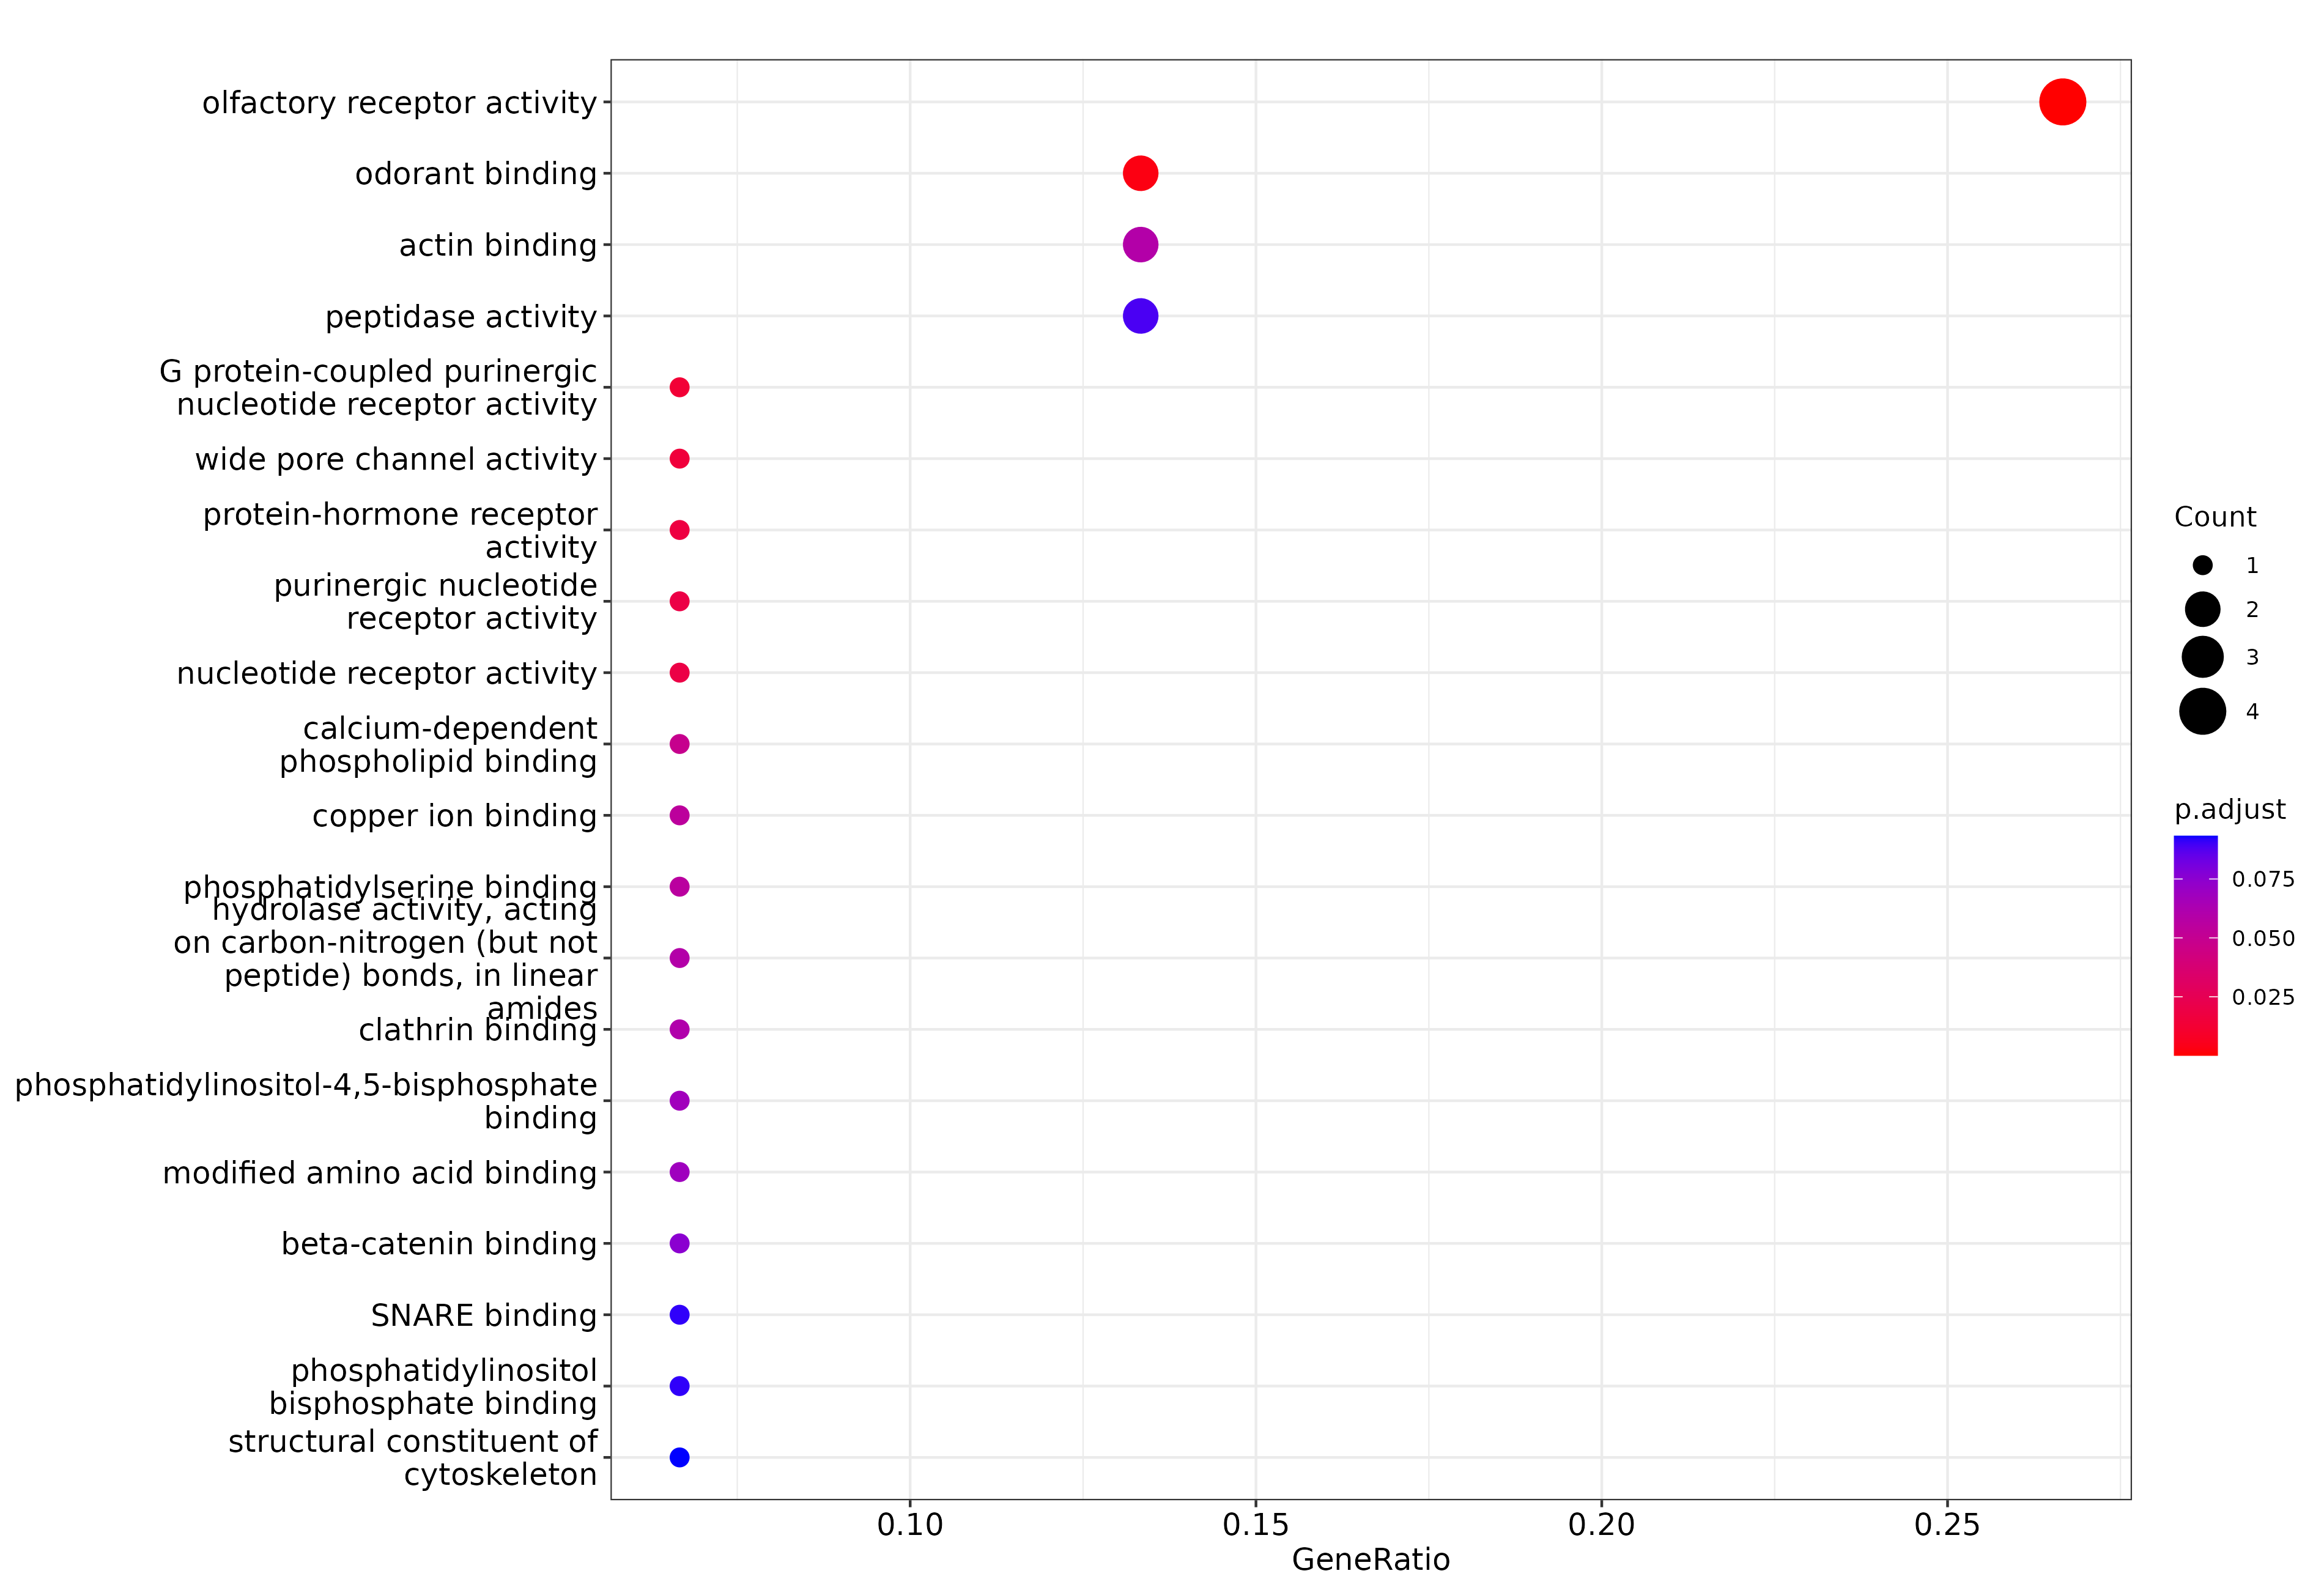 olfactory receptor activity
odorant binding
actin binding
peptidase activity
G protein-coupled purinergic
nucleotide receptor activity
wide pore channel activity
protein-hormone receptor
activity
purinergic nucleotide
receptor activity
nucleotide receptor activity
calcium-dependent
phospholipid binding
copper ion binding
phosphatidylserine binding
hydrolase activity, acting
on carbon-nitrogen (but not
peptide) bonds, in linear
amides
clathrin binding
phosphatidylinositol-4,5-bisphosphate
binding
modified amino acid binding
beta-catenin binding
SNARE binding
phosphatidylinositol
bisphosphate binding
structural constituent of
cytoskeleton
0.10
0.15
0.20
0.25
GeneRatio
Count
1
2
3
4
p.adjust
0.075
0.050
0.025